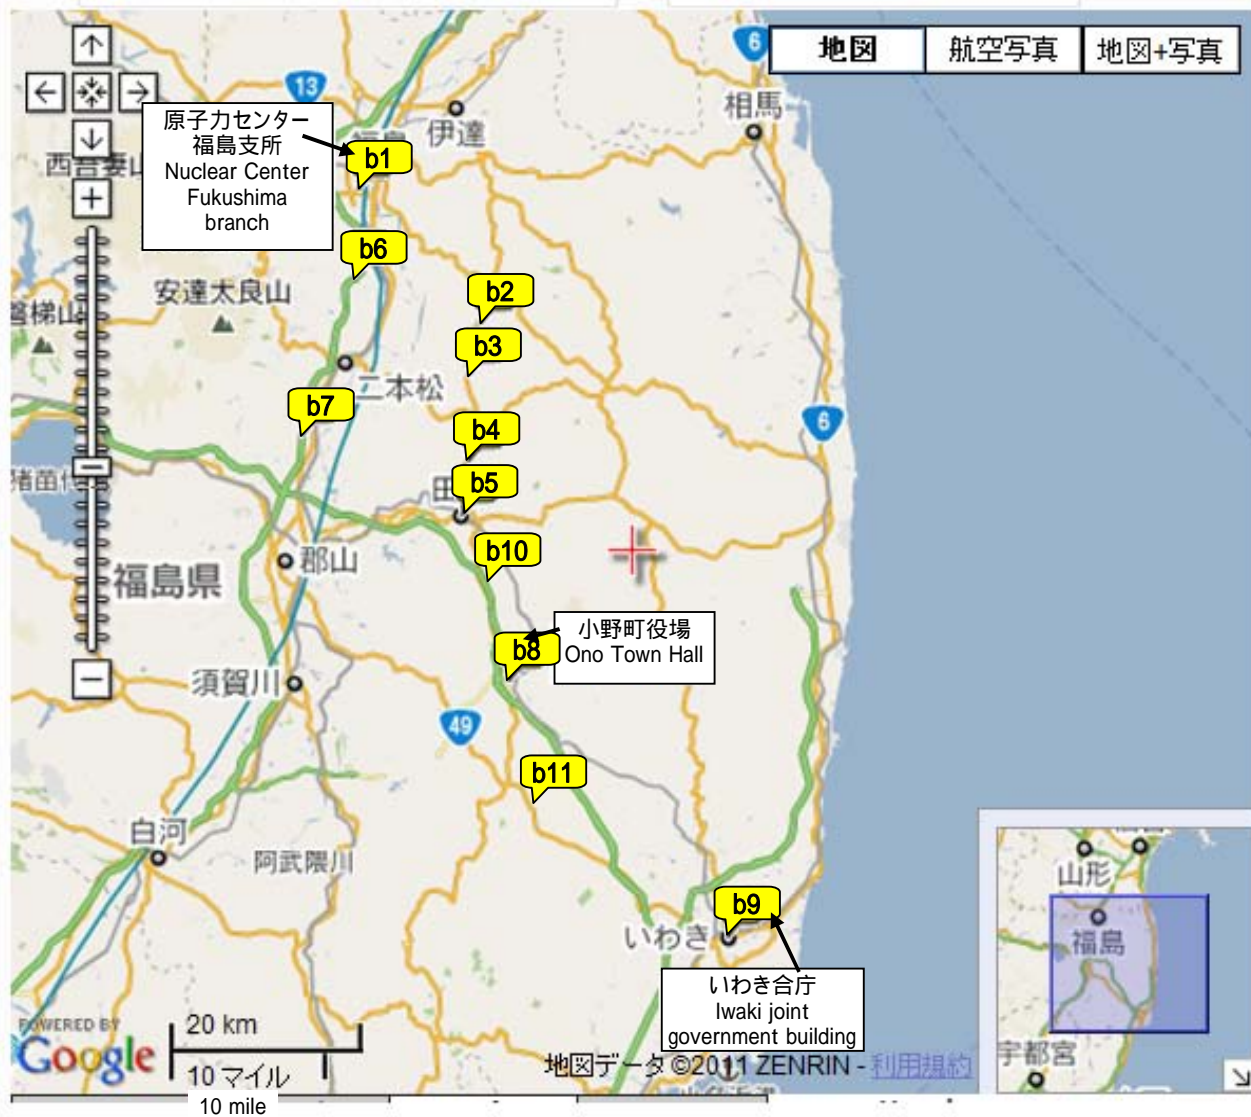 地図
航空写真
地図+写真
6
13
相馬
伊達
原子力センター
福島支所
Nuclear Center
Fukushima
branch
b1
b6
b2
安達太良山
b3
二本松
b7
b4
6
b5
b10
郡山
福島県
小野町役場
Ono Town Hall
b8
須賀川
49
b11
白河
阿武隈川
山形
福島
宇都宮
b9
いわき
いわき合庁
Iwaki joint
government building
POWERED BY
Google
20 km
10 マイル
10 mile
地図データ ©2011 ZENRIN - 利用規約